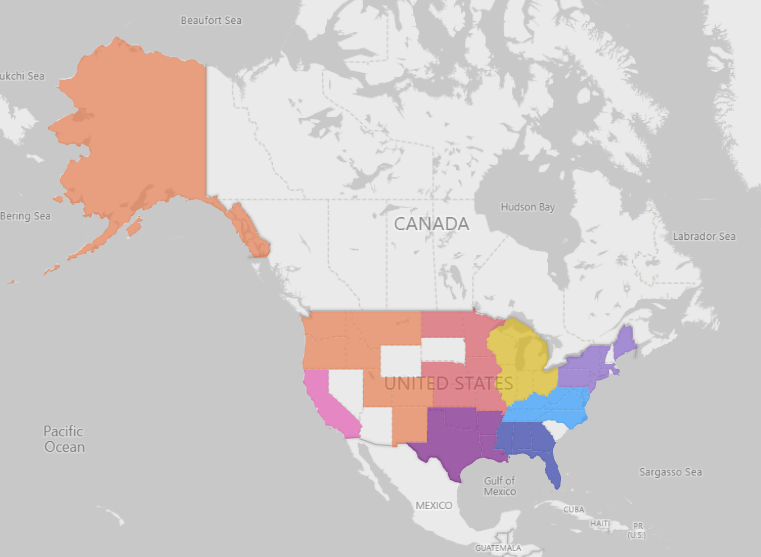 Beaufort Sea
ukchi Sea
Bering Sea
Hudson Bay
CANADA
Labrador Sea
UNITED STATES
Pacific
Ocean
Sargasso Sea
Gulf of
Mexico
MEXICO
CUBA
HAITI
PR
(U.S.)
GUATEMALA